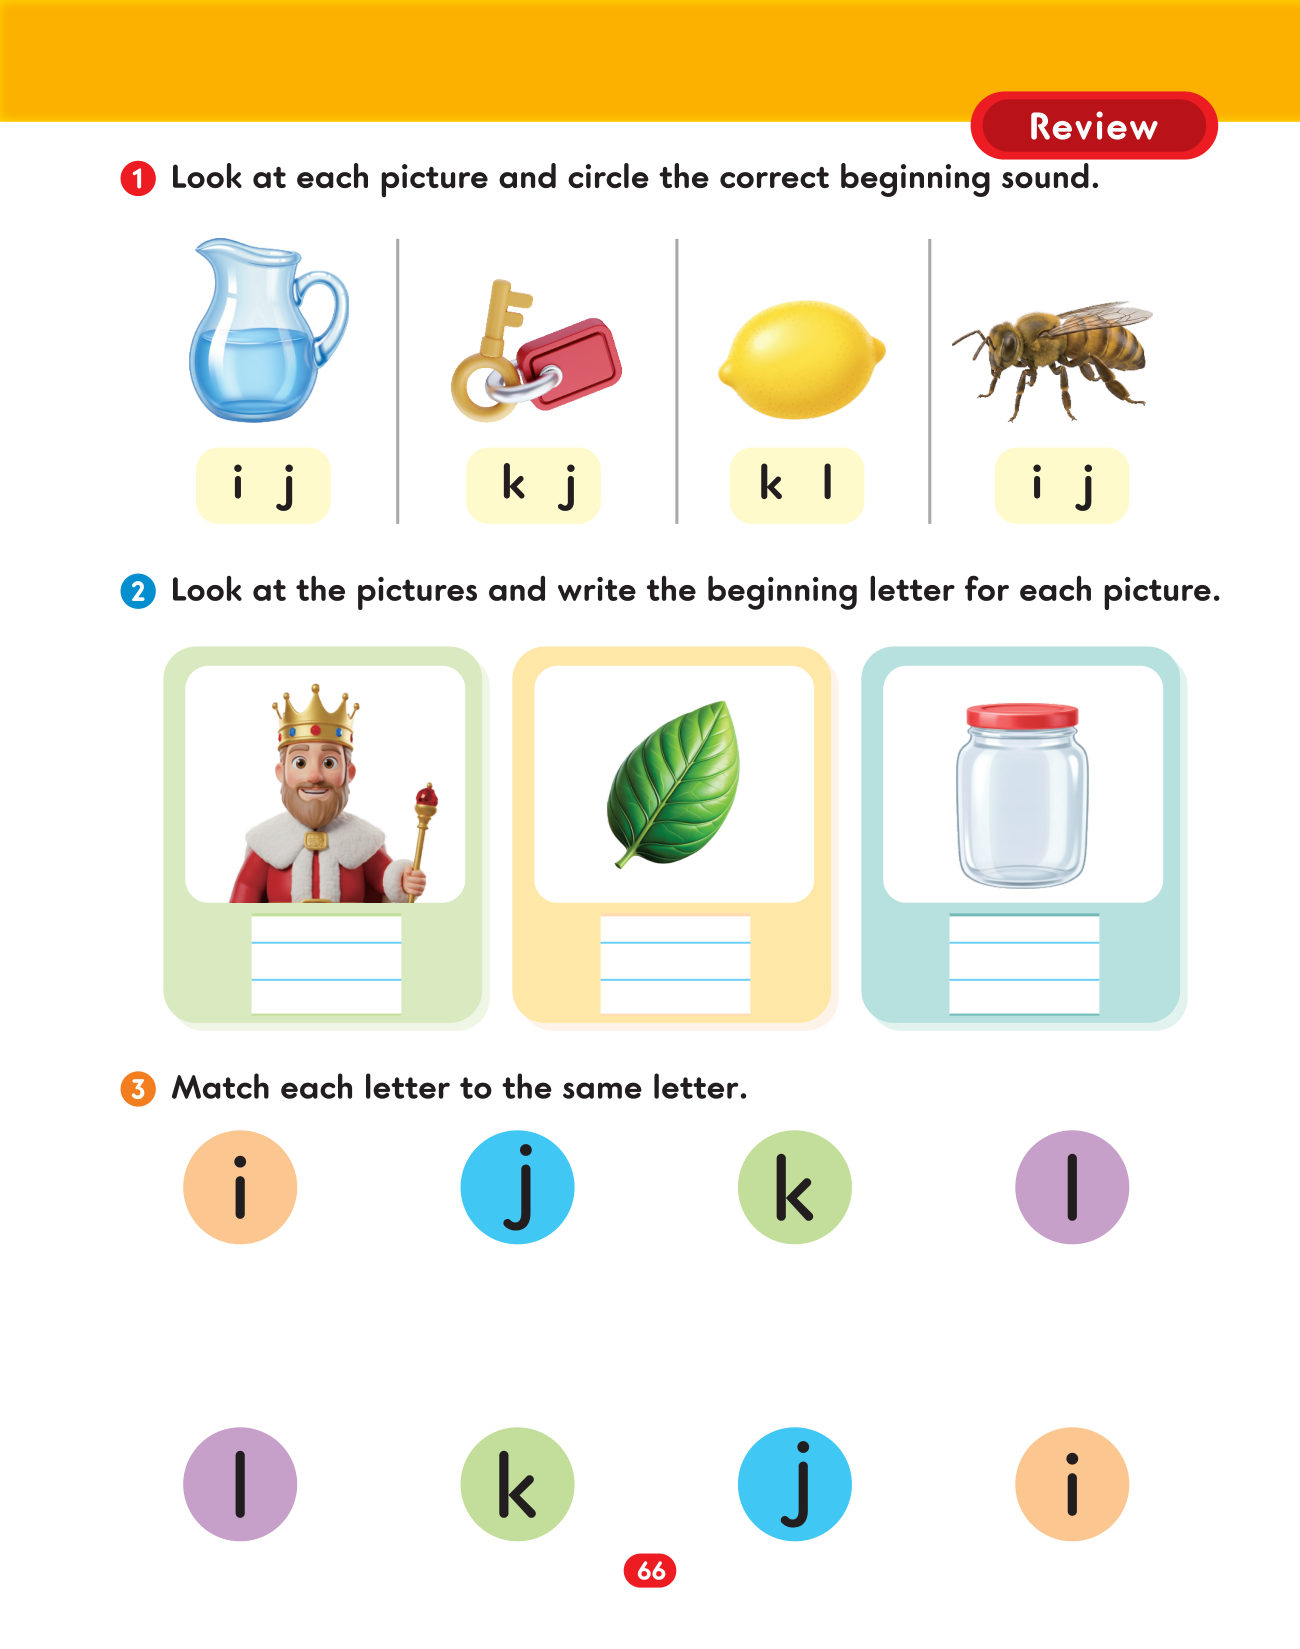 Review
1 Look at each picture and circle the correct beginning sound.
i j
k j
k l
i j
2 Look at the pictures and write the beginning letter for each picture.
3 Match each letter to the same letter.
i j k l
l k j i
66